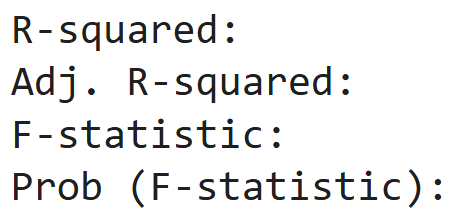 R-squared:
Adj. R-squared:
F-statistic:
Prob (F-statistic):